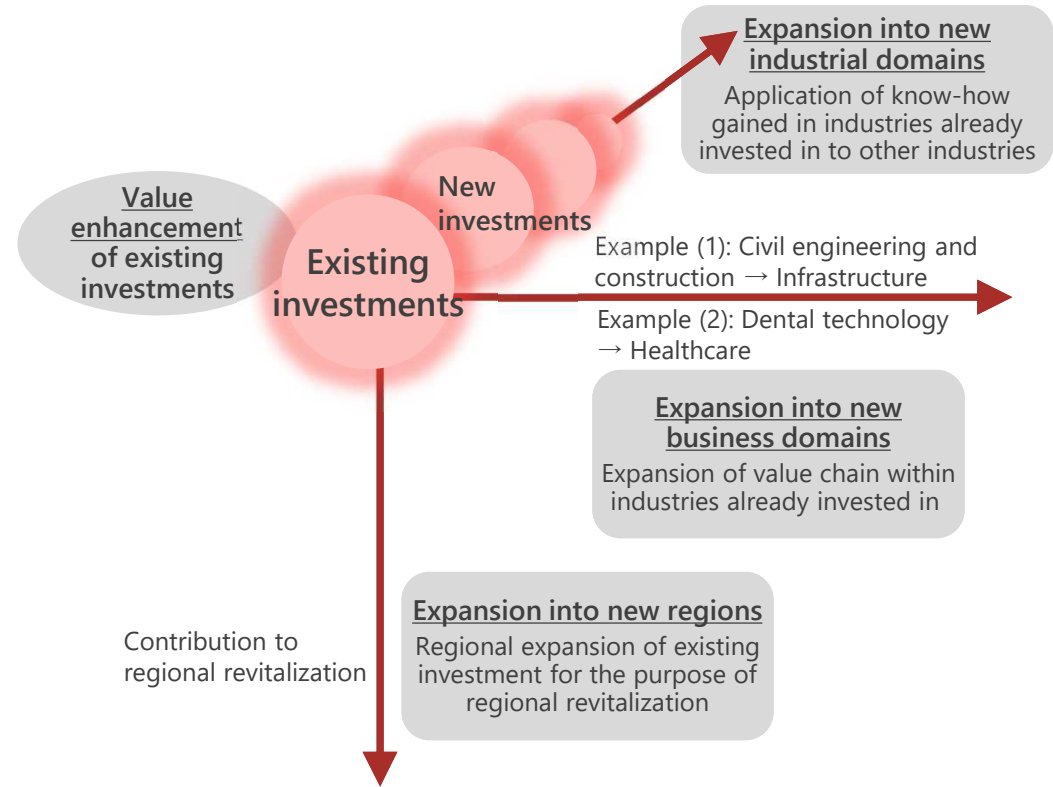 Expansion into new
industrial domains
Application of know-how
gained in industries already
invested in to other industries
Value
enhancement
of existing
investments
New
investments
Existing
investments
Example (1): Civil engineering and
construction → Infrastructure
Example (2): Dental technology
→ Healthcare
Expansion into new
business domains
Expansion of value chain within
industries already invested in
Contribution to
regional revitalization
Expansion into new regions
Regional expansion of existing
investment for the purpose of
regional revitalization